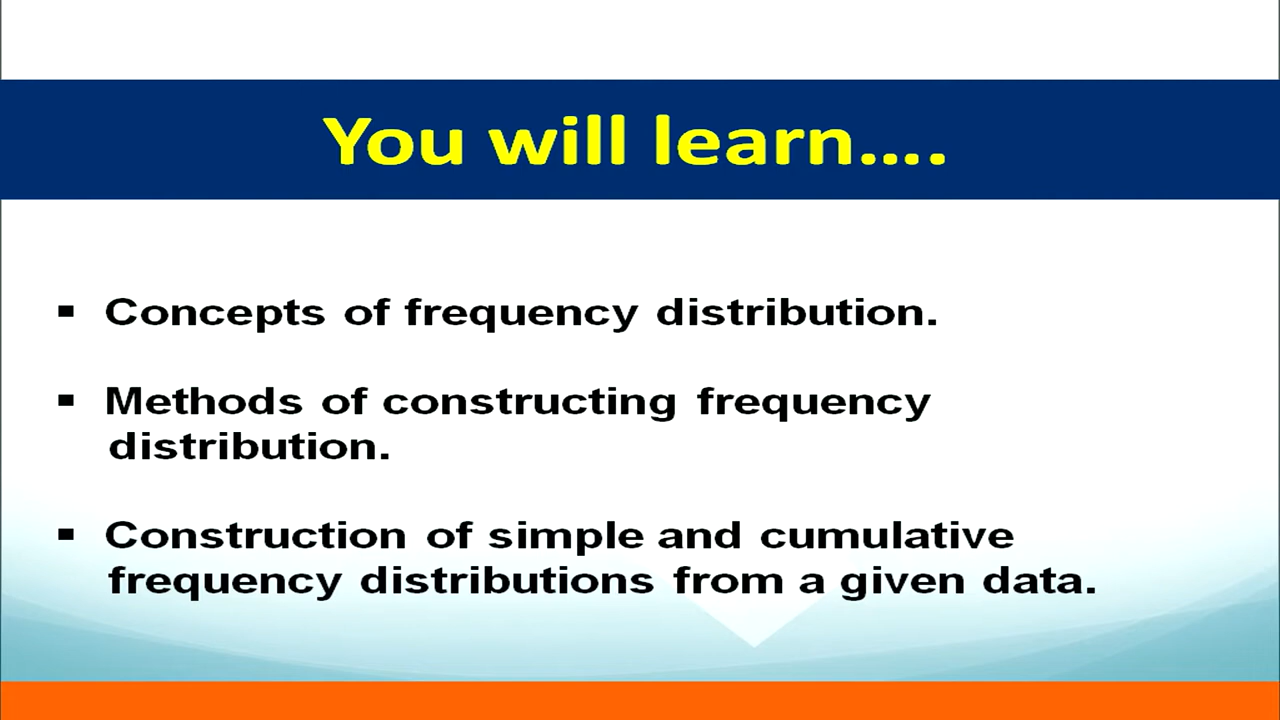 You will learn....
▪ Concepts of frequency distribution.
▪ Methods of constructing frequency
distribution.
▪ Construction of simple and cumulative
frequency distributions from a given data.